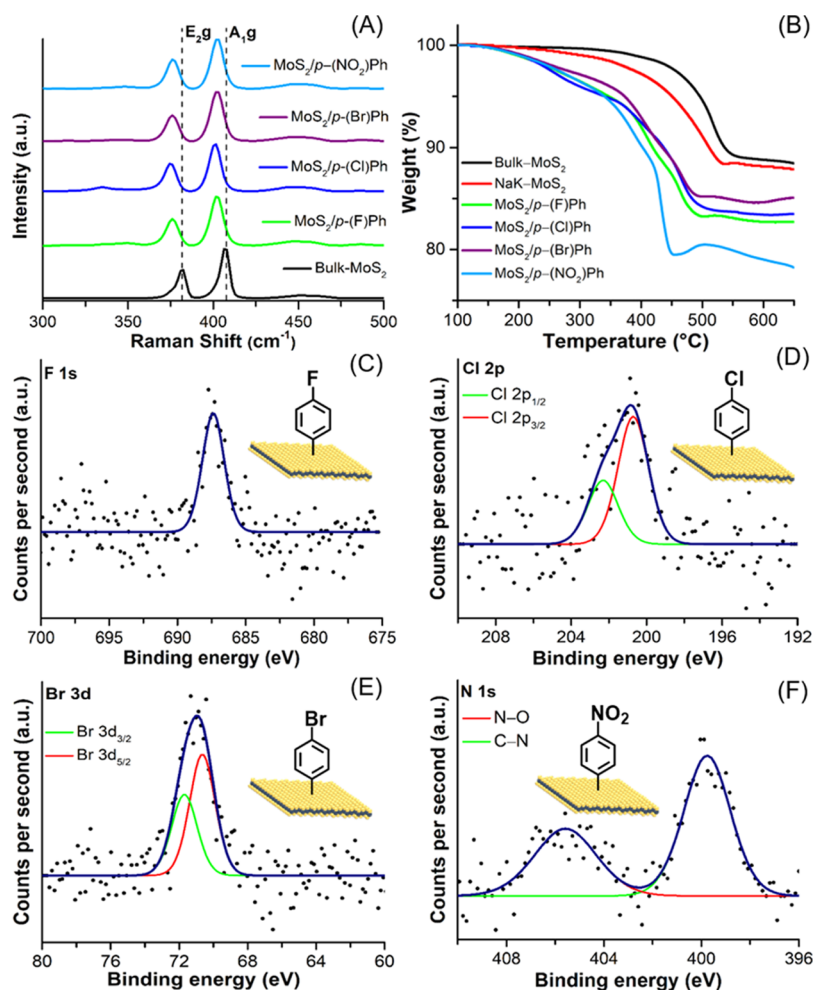 (A)
E₂g A₁g
MoS₂/p–(NO₂)Ph
MoS₂/p-(Br)Ph
MoS₂/p-(Cl)Ph
MoS₂/p-(F)Ph
Bulk-MoS₂
Intensity (a.u.)
300 350 400 450 500
Raman Shift (cm⁻¹)
(B)
100
90
80
Weight (%)
Bulk–MoS₂
NaK–MoS₂
MoS₂/p–(F)Ph
MoS₂/p–(Cl)Ph
MoS₂/p–(Br)Ph
MoS₂/p–(NO₂)Ph
100 200 300 400 500 600
Temperature (°C)
(C)
F 1s
F
Counts per second (a.u.)
700 695 690 685 680 675
Binding energy (eV)
(D)
Cl 2p
Cl 2p₁/₂
Cl 2p₃/₂
Cl
Counts per second (a.u.)
208 204 200 196 192
Binding energy (eV)
(E)
Br 3d
Br 3d₃/₂
Br 3d₅/₂
Br
Counts per second (a.u.)
80 76 72 68 64 60
Binding energy (eV)
(F)
N 1s
N–O
C–N
NO₂
Counts per second (a.u.)
408 404 400 396
Binding energy (eV)